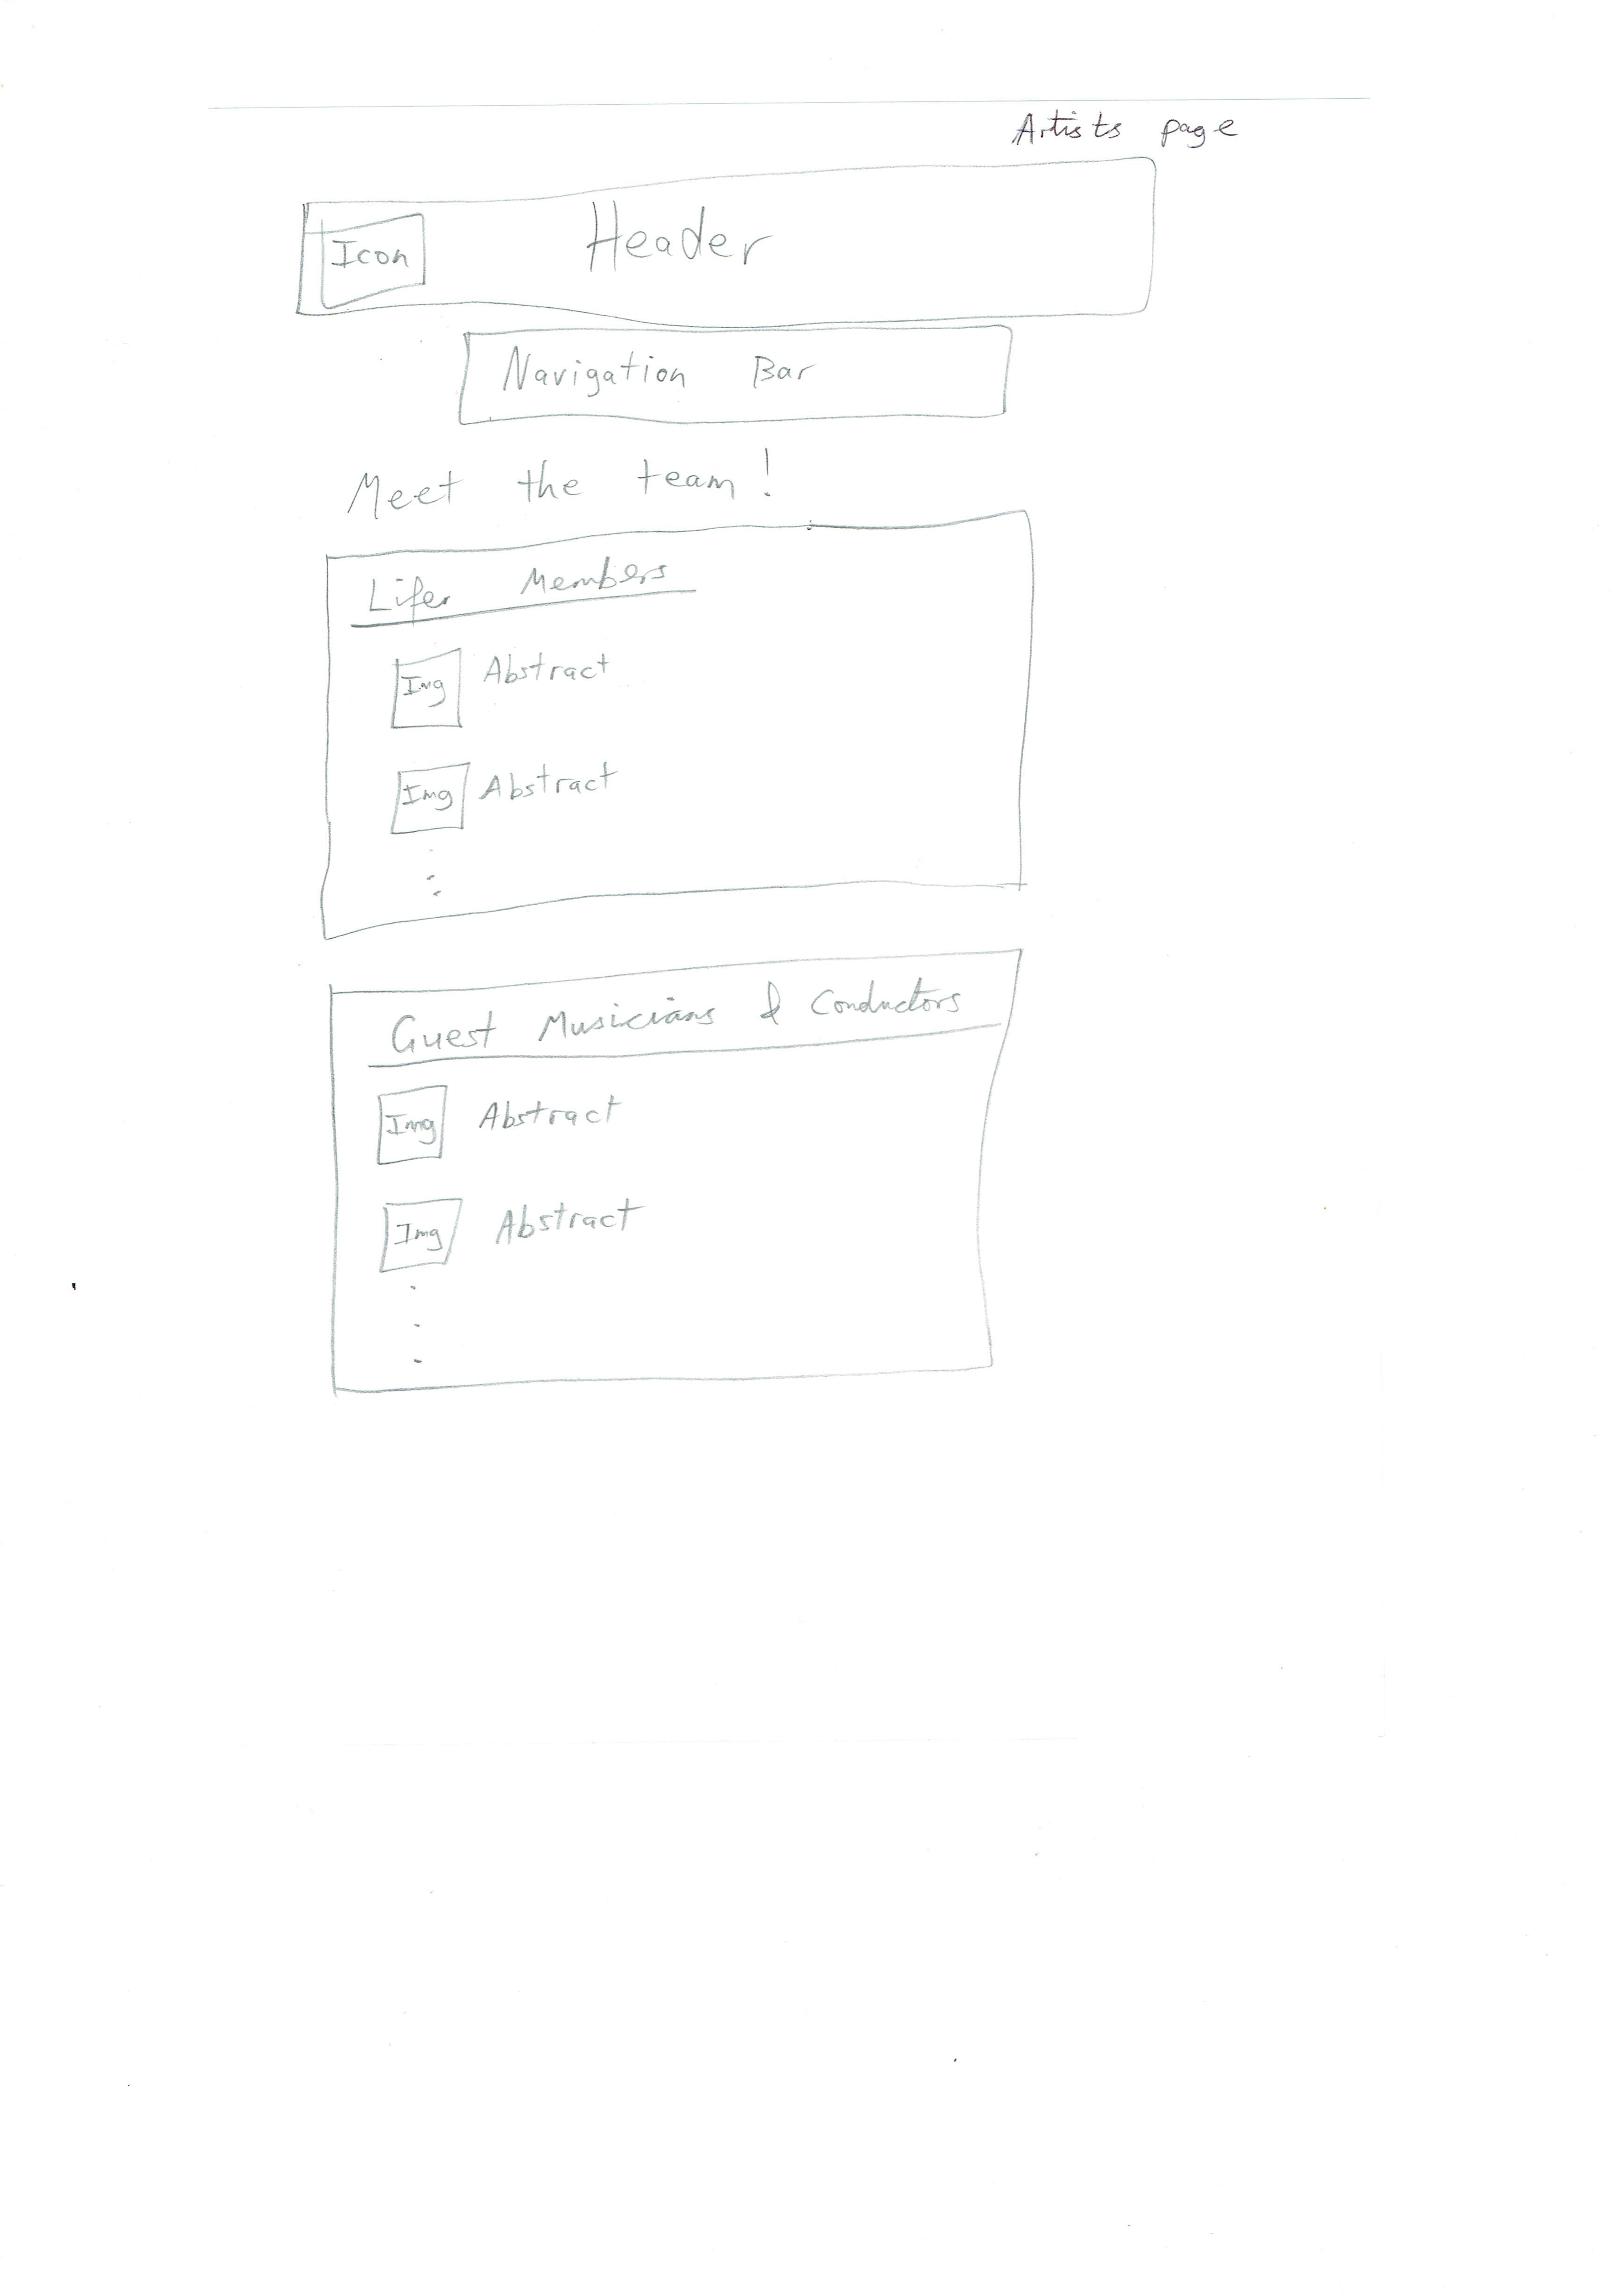 Artists page
Icon
Header
Navigation Bar
Meet the team!
Lifer Members
Img Abstract
Img Abstract
Guest Musicians & Conductors
Img Abstract
Img Abstract